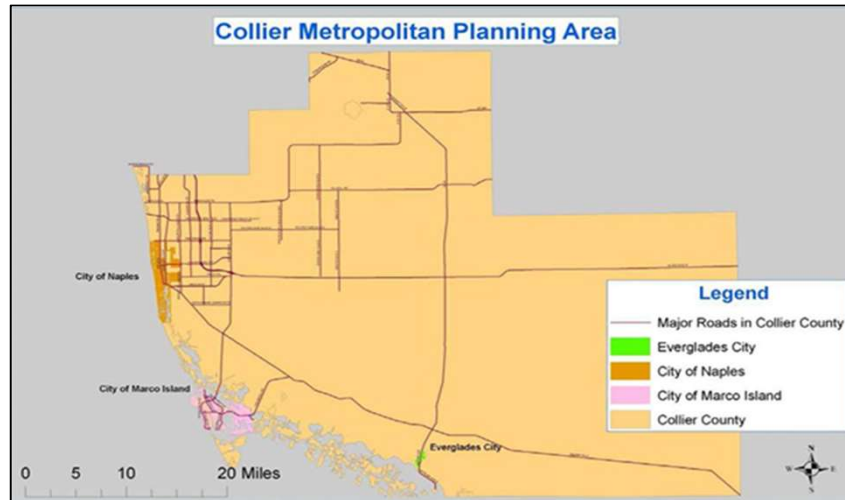 Collier Metropolitan Planning Area
City of Naples
City of Marco Island
Everglades City
Legend
Major Roads in Collier County
Everglades City
City of Naples
City of Marco Island
Collier County
0 5 10 20 Miles
N
W E
S